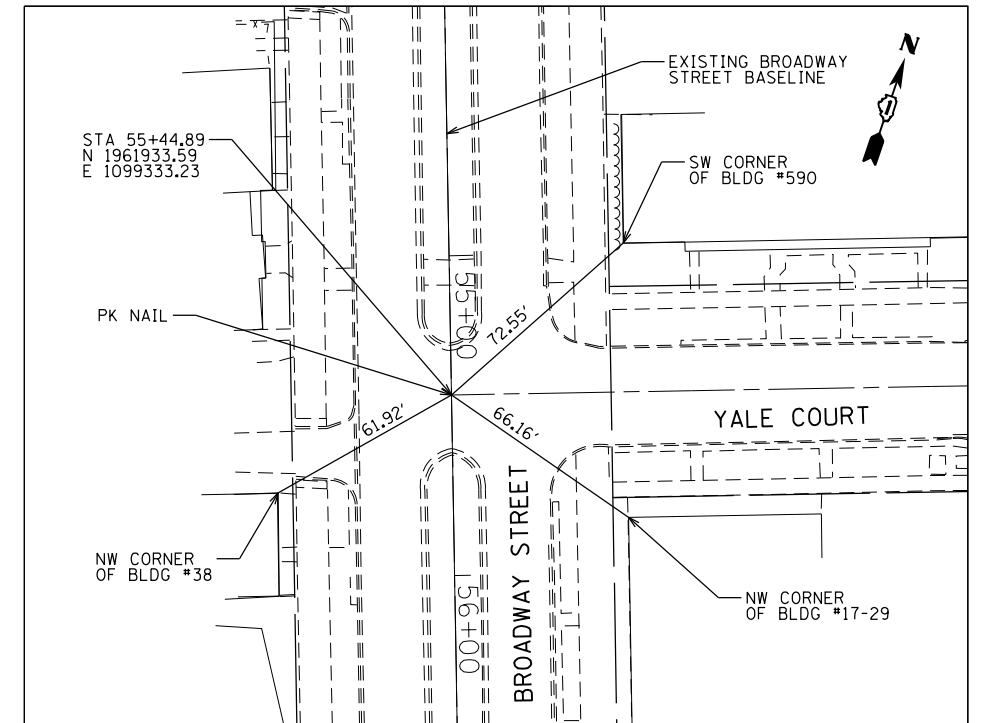 EXISTING BROADWAY
STREET BASELINE
N
STA 55+44.89
N 1961933.59
E 1099333.23
SW CORNER
OF BLDG #590
PK NAIL
55+00
72.55'
61.92'
66.16'
YALE COURT
BROADWAY STREET
56+00
NW CORNER
OF BLDG #38
NW CORNER
OF BLDG #17-29